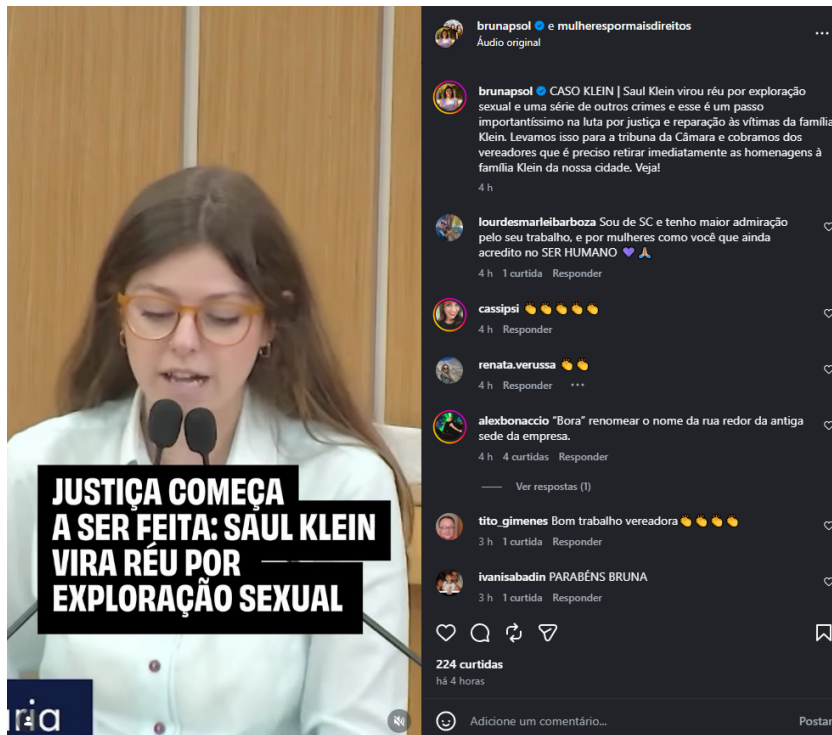 brunapsol e mulherespormaisdireitos
Áudio original
brunapsol CASO KLEIN | Saul Klein virou réu por exploração
sexual e uma série de outros crimes e esse é um passo
importantíssimo na luta por justiça e reparação às vítimas da família
Klein. Levamos isso para a tribuna da Câmara e cobramos dos
vereadores que é preciso retirar imediatamente as homenagens à
família Klein da nossa cidade. Veja!
4 h
lourdesmarleibarboza Sou de SC e tenho maior admiração
pelo seu trabalho, e por mulheres como você que ainda
acredito no SER HUMANO 💜 🙏🏽
4 h 1 curtida Responder
cassipsi 👏 👏 👏 👏 👏
4 h Responder
renata.verussa 👏 👏
4 h Responder •••
alexbonaccio “Bora” renomear o nome da rua redor da antiga
sede da empresa.
4 h 4 curtidas Responder
Ver respostas (1)
tito_gimenes Bom trabalho vereadora👏 👏 👏 👏
3 h 1 curtida Responder
ivanisabadin PARABÉNS BRUNA
3 h 1 curtida Responder
224 curtidas
há 4 horas
Adicione um comentário...
Postar
JUSTIÇA COMEÇA
A SER FEITA: SAUL KLEIN
VIRA RÉU POR
EXPLORAÇÃO SEXUAL